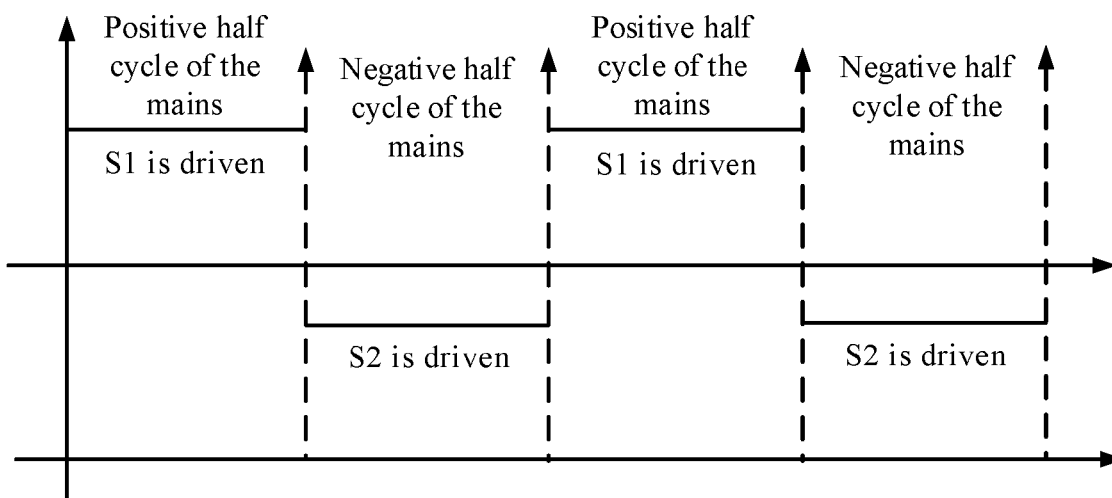 Positive half
cycle of the
mains
S1 is driven
Negative half
cycle of the
mains
S2 is driven
Positive half
cycle of the
mains
S1 is driven
Negative half
cycle of the
mains
S2 is driven